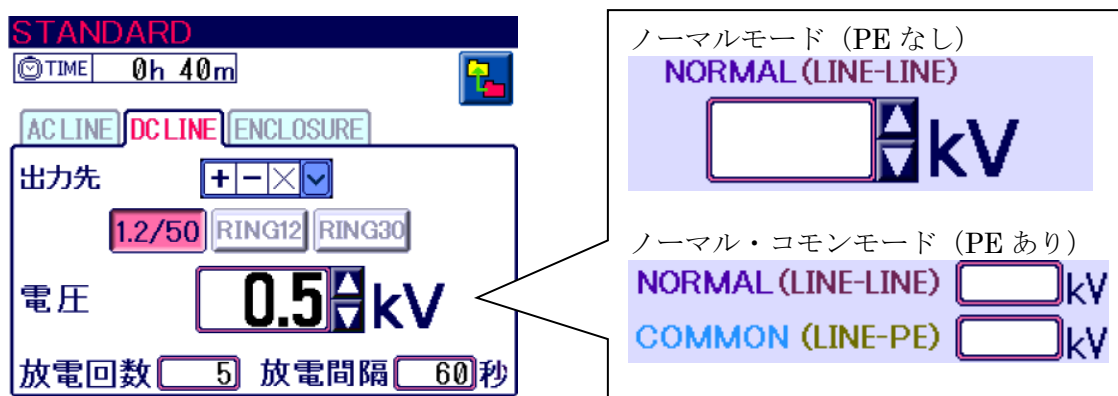 STANDARD
TIME 0h 40m
AC LINE DC LINE ENCLOSURE
出力先 + - ×
1.2/50 RING12 RING30
電圧 0.5 kV
放電回数 5 放電間隔 60 秒
ノーマルモード（PE なし）
NORMAL (LINE-LINE)
kV
ノーマル・コモンモード（PE あり）
NORMAL (LINE-LINE) kV
COMMON (LINE-PE) kV